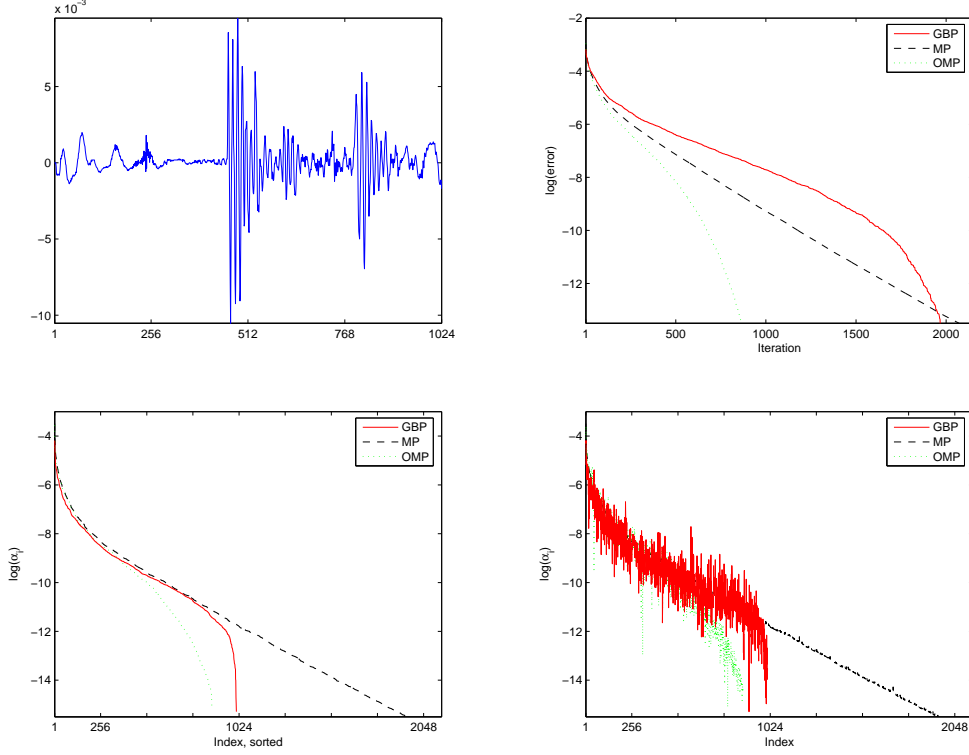 x 10⁻³
5
0
−5
−10
1 256 512 768 1024
−2
−4
−6
−8
−10
−12
log(error)
1 500 1000 1500 2000
Iteration
GBP
MP
OMP
−4
−6
−8
−10
−12
−14
log(αᵢ)
1 256 1024 2048
Index, sorted
GBP
MP
OMP
−4
−6
−8
−10
−12
−14
log(αᵢ)
1 256 1024 2048
Index
GBP
MP
OMP